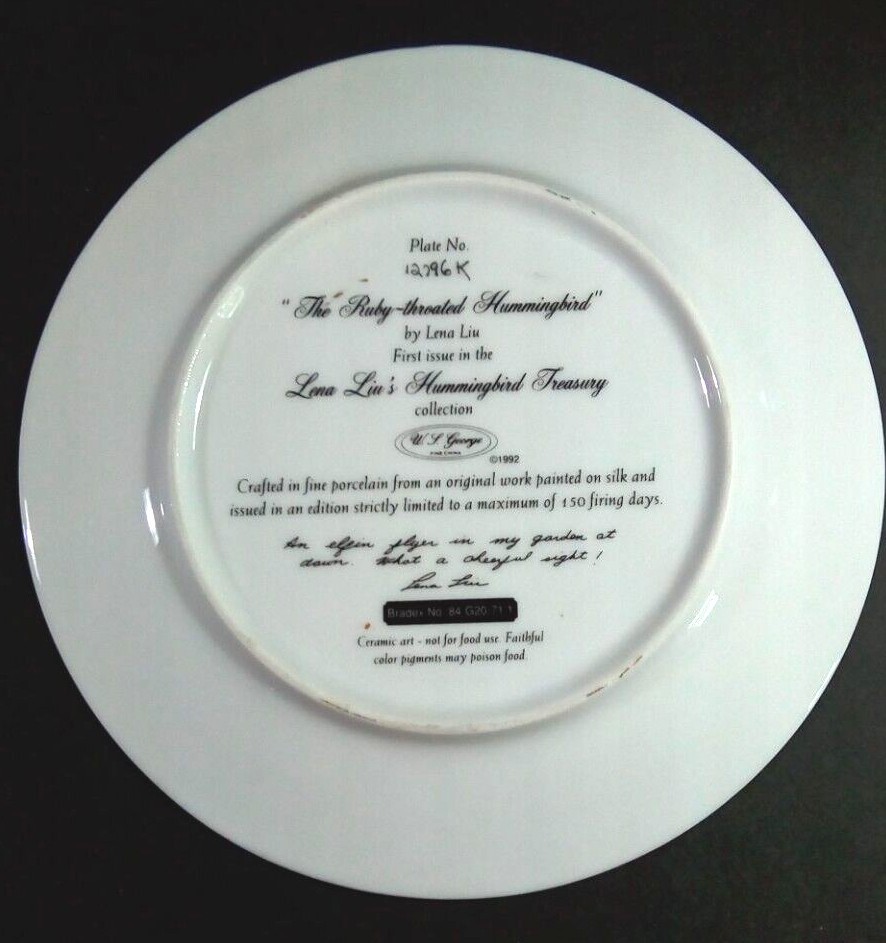 Plate No.
12796K
"The Ruby-throated Hummingbird"
by Lena Liu
First issue in the
Lena Liu's Hummingbird Treasury
collection
W. S. George
FINE CHINA
©1992
Crafted in fine porcelain from an original work painted on silk and
issued in an edition strictly limited to a maximum of 150 firing days.
An elfin flyer in my garden at
dawn. What a cheerful sight!
Lena Liu
Bradex No. 84 G20 71.1
Ceramic art - not for food use. Faithful
color pigments may poison food.